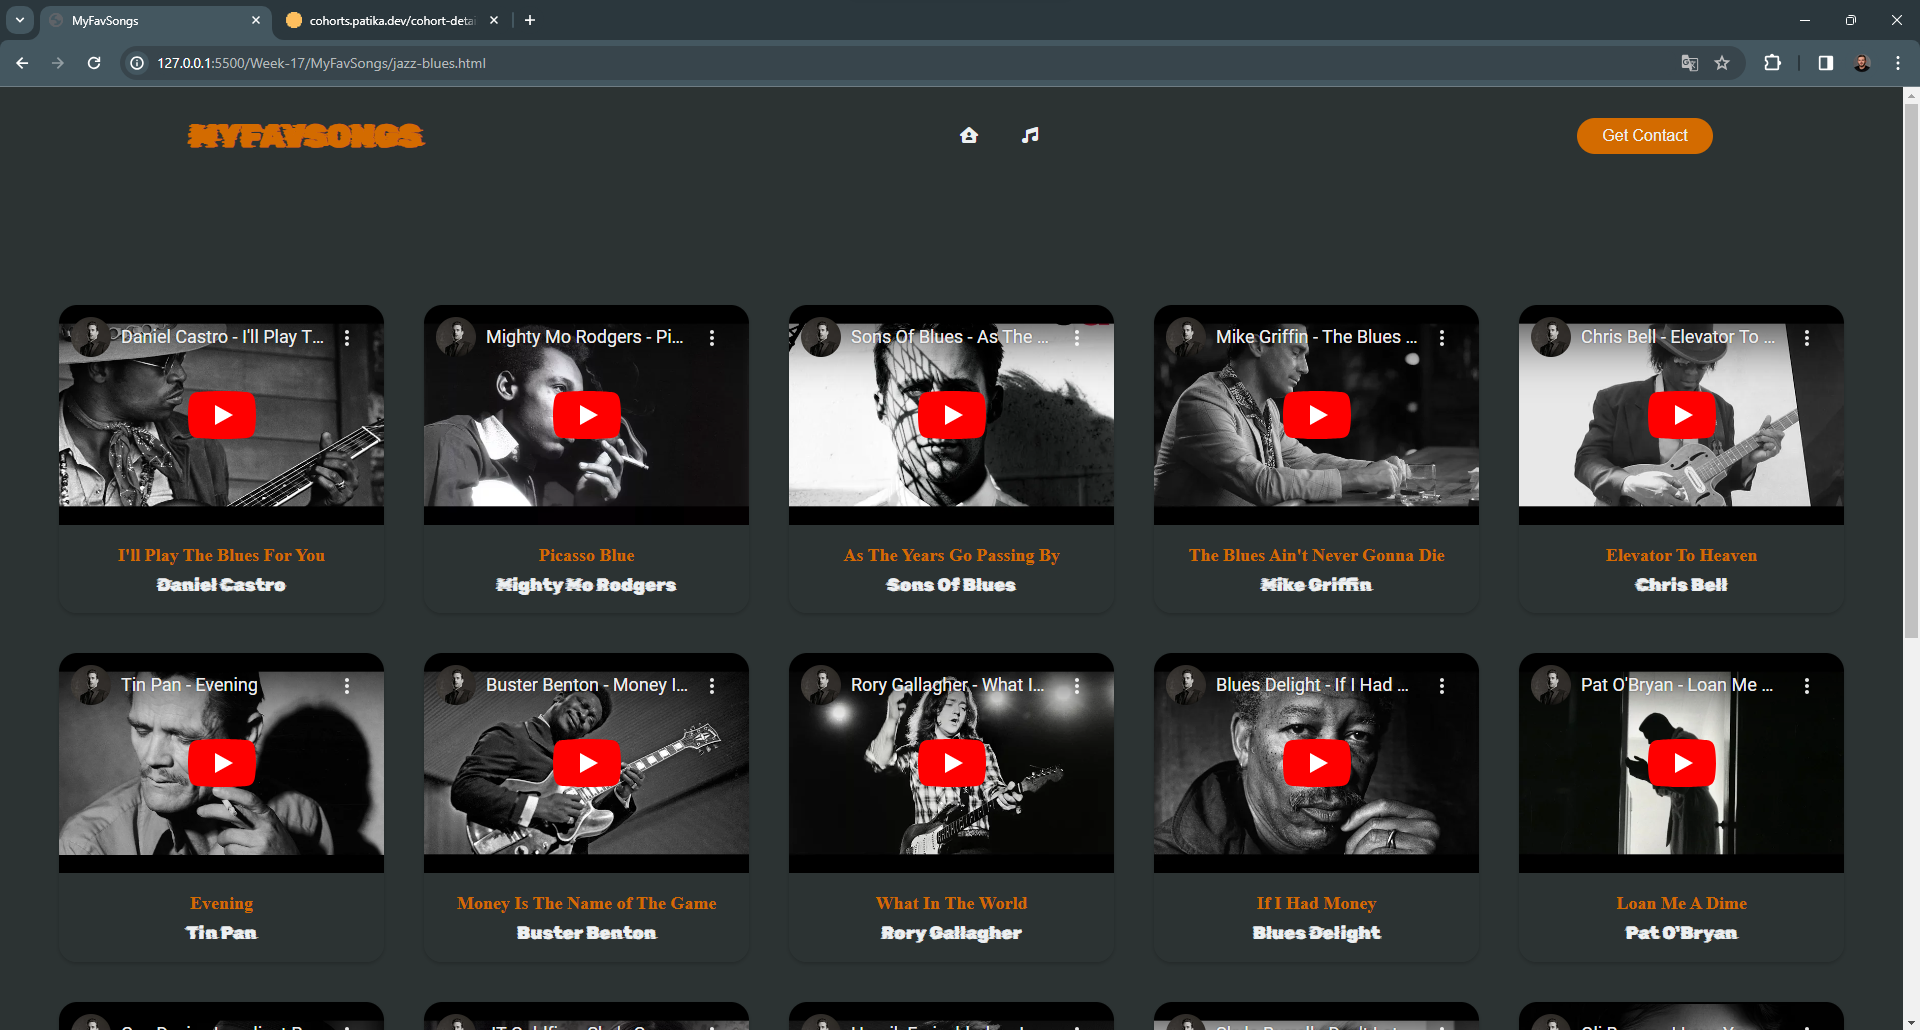 MyFavSongs
cohorts.patika.dev/cohort-deta
127.0.0.1:5500/Week-17/MyFavSongs/jazz-blues.html
MYFAVSONGS
Get Contact
Daniel Castro - I'll Play T...
Mighty Mo Rodgers - Pi...
Sons Of Blues - As The ...
Mike Griffin - The Blues ...
Chris Bell - Elevator To ...
I'll Play The Blues For You
Daniel Castro
Picasso Blue
Mighty Mo Rodgers
As The Years Go Passing By
Sons Of Blues
The Blues Ain't Never Gonna Die
Mike Griffin
Elevator To Heaven
Chris Bell
Tin Pan - Evening
Buster Benton - Money I...
Rory Gallagher - What I...
Blues Delight - If I Had ...
Pat O'Bryan - Loan Me ...
Evening
Tin Pan
Money Is The Name of The Game
Buster Benton
What In The World
Rory Gallagher
If I Had Money
Blues Delight
Loan Me A Dime
Pat O'Bryan